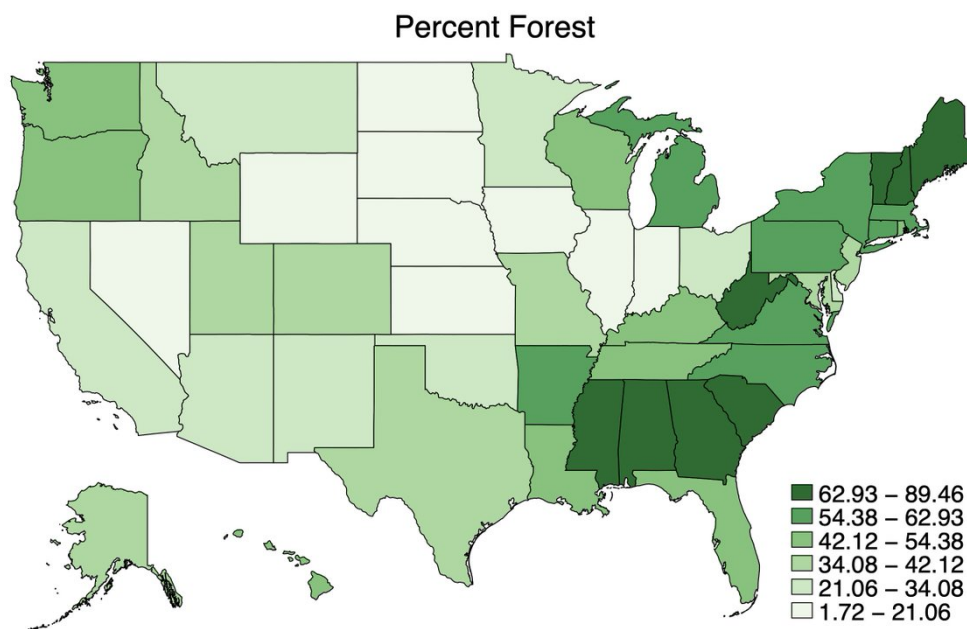 Percent Forest
62.93 – 89.46
54.38 – 62.93
42.12 – 54.38
34.08 – 42.12
21.06 – 34.08
1.72 – 21.06